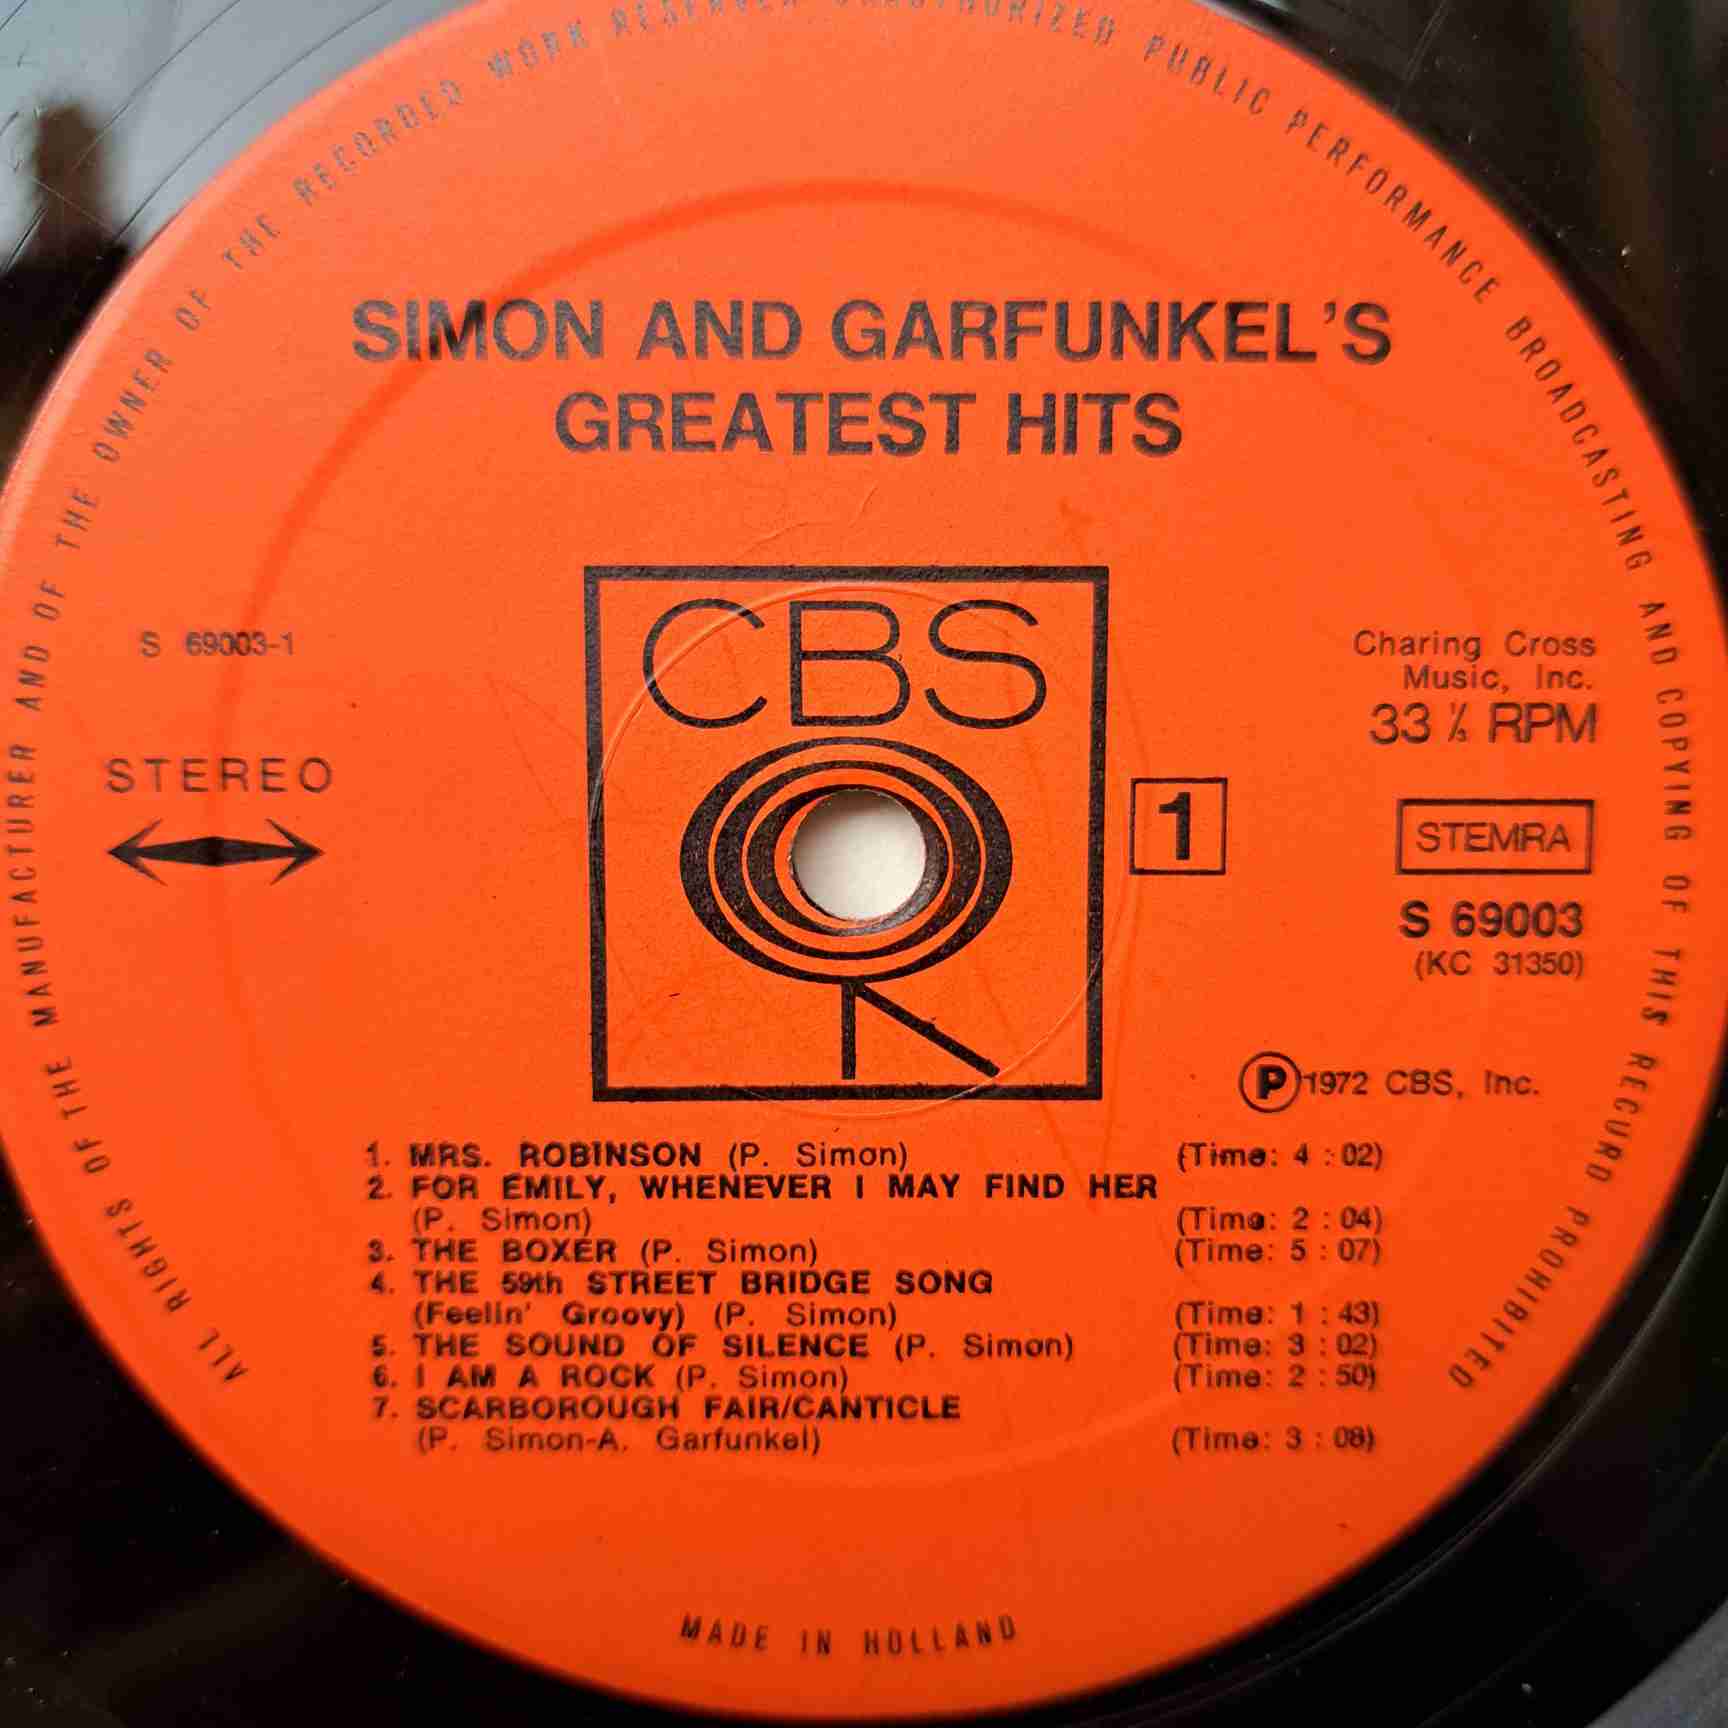 ALL RIGHTS OF THE MANUFACTURER AND OF THE OWNER OF THE RECORDED WORK RESERVED UNAUTHORIZED PUBLIC PERFORMANCE BROADCASTING AND COPYING OF THIS RECORD PROHIBITED
SIMON AND GARFUNKEL'S
GREATEST HITS
CBS
S 69003-1
STEREO
1
Charing Cross
Music, Inc.
33 ⅓ RPM
STEMRA
S 69003
(KC 31350)
Ⓟ1972 CBS, Inc.
1. MRS. ROBINSON (P. Simon) (Time: 4 : 02)
2. FOR EMILY, WHENEVER I MAY FIND HER
(P. Simon) (Time: 2 : 04)
3. THE BOXER (P. Simon) (Time: 5 : 07)
4. THE 59th STREET BRIDGE SONG
(Feelin' Groovy) (P. Simon) (Time: 1 : 43)
5. THE SOUND OF SILENCE (P. Simon) (Time: 3 : 02)
6. I AM A ROCK (P. Simon) (Time: 2 : 50)
7. SCARBOROUGH FAIR/CANTICLE
(P. Simon-A. Garfunkel) (Time: 3 : 08)
MADE IN HOLLAND